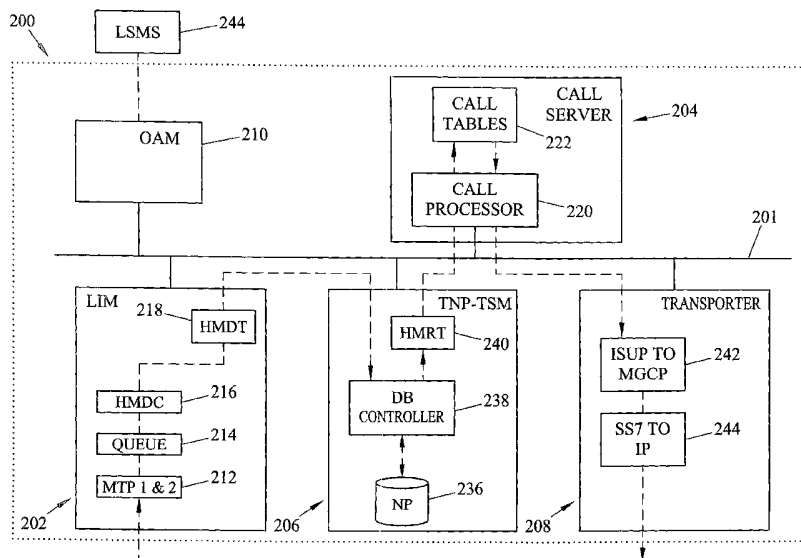 200
LSMS
244
OAM
210
CALL
SERVER
204
CALL
TABLES
222
CALL
PROCESSOR
220
201
LIM
218
HMDT
HMDC
216
QUEUE
214
MTP 1 & 2
212
202
TNP-TSM
HMRT
240
DB
CONTROLLER
238
NP
236
206
TRANSPORTER
ISUP TO
MGCP
242
SS7 TO
IP
244
208